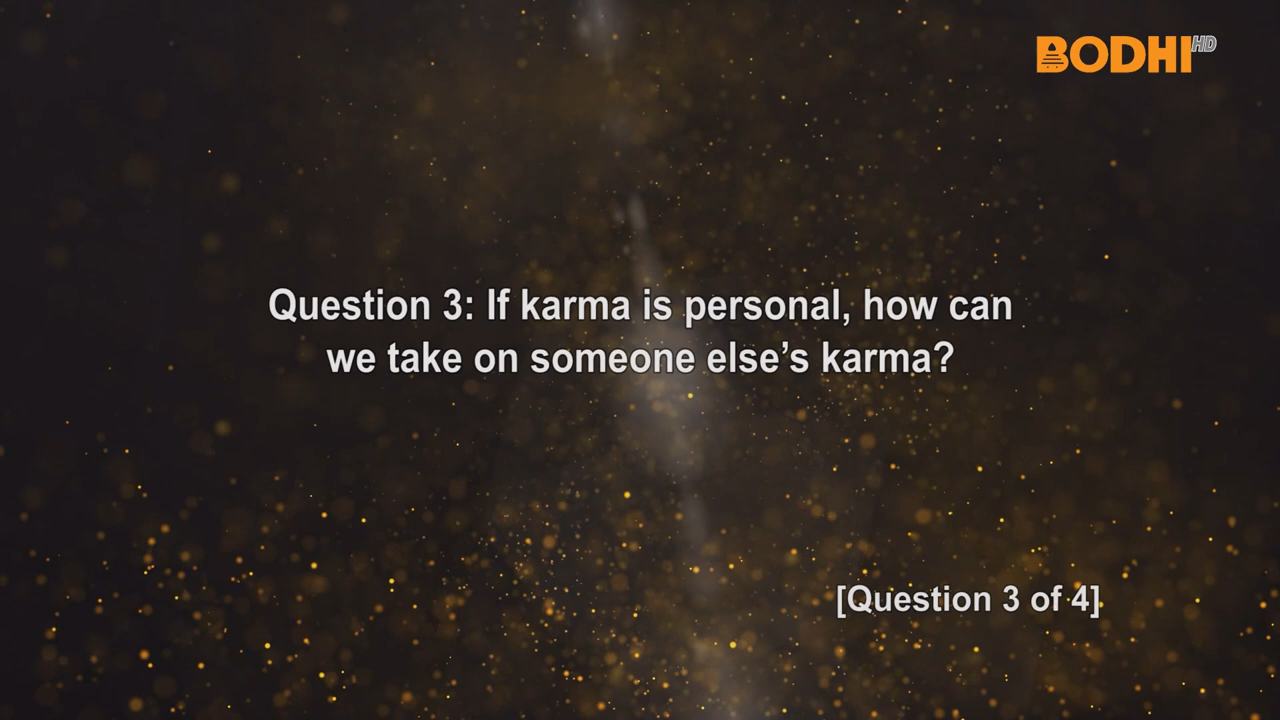 BODHI HD
Question 3: If karma is personal, how can
we take on someone else’s karma?
[Question 3 of 4]